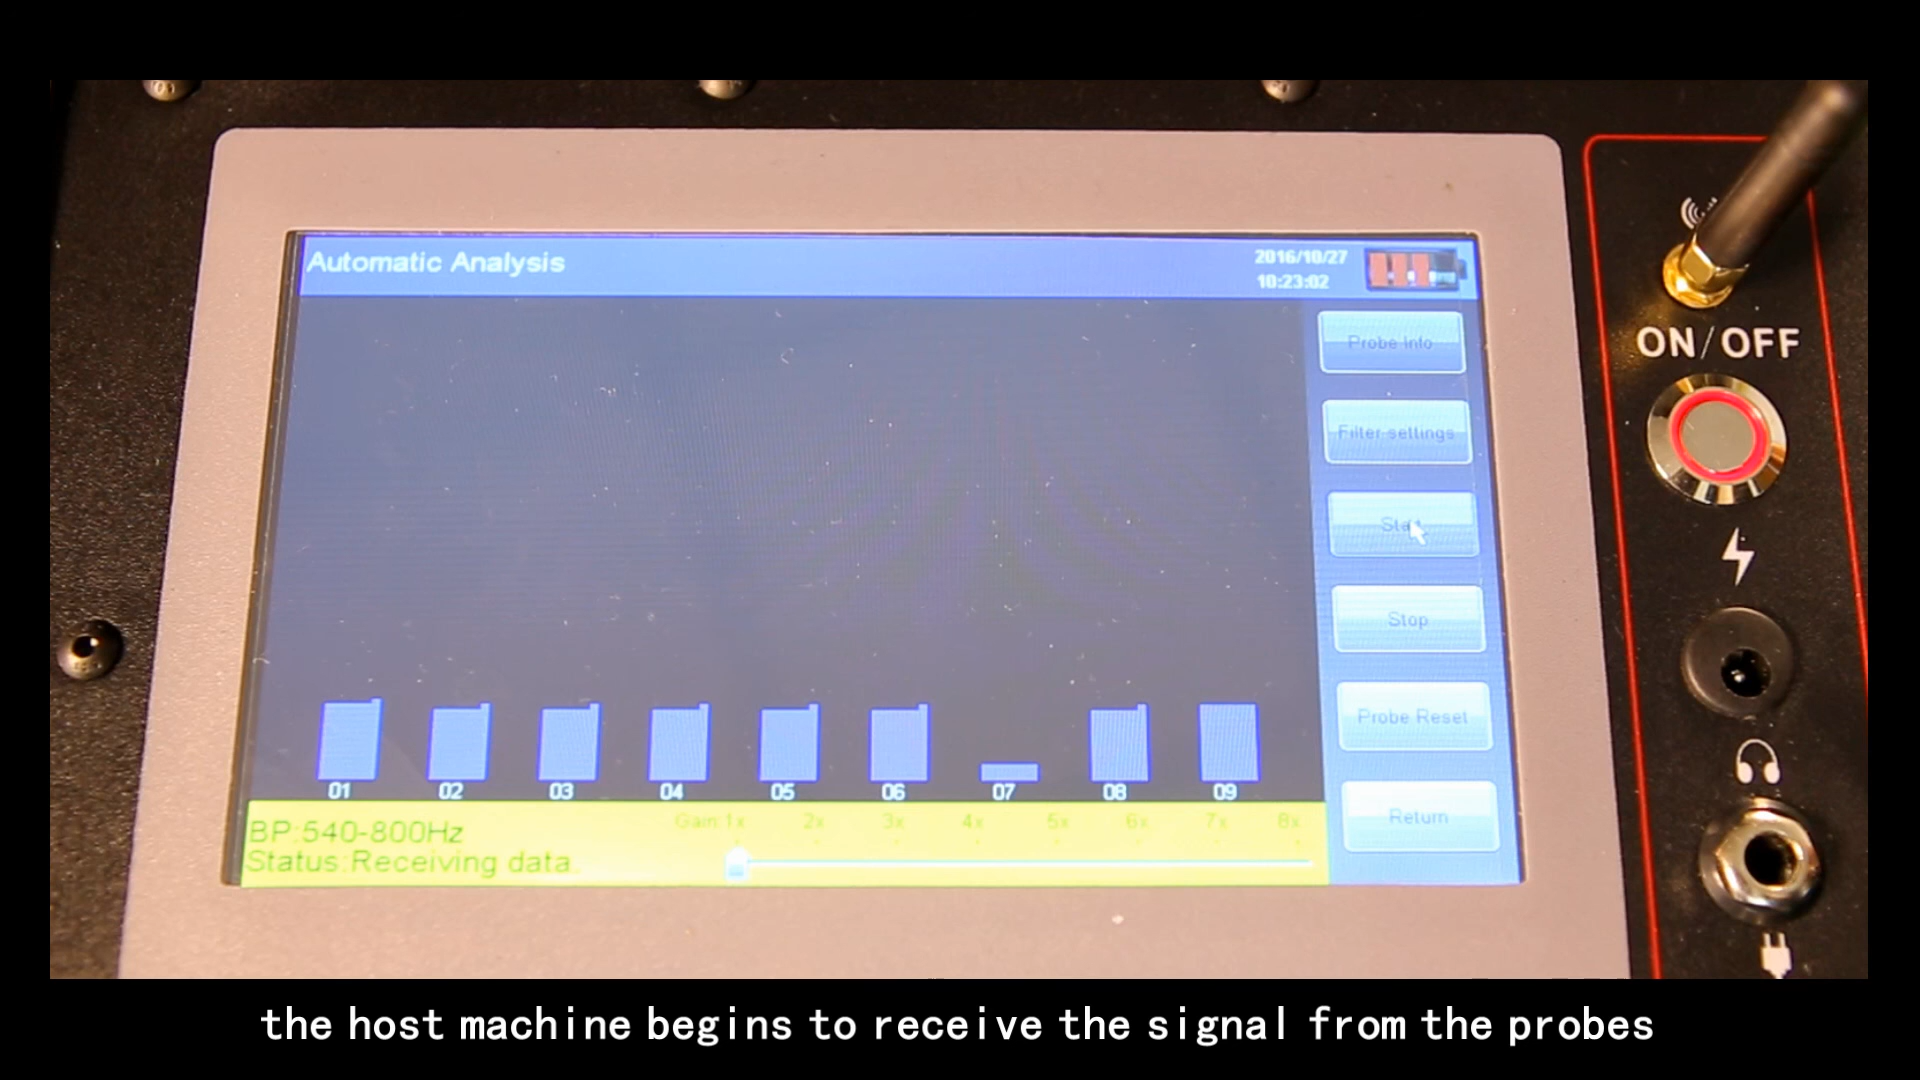 Automatic Analysis
2016/10/27
10:23:02
Probe Info
Filter settings
Start
Stop
Probe Reset
Return
01 02 03 04 05 06 07 08 09
BP:540-800Hz
Gain:1x 2x 3x 4x 5x 6x 7x 8x
Status:Receiving data.
ON/OFF
the host machine begins to receive the signal from the probes